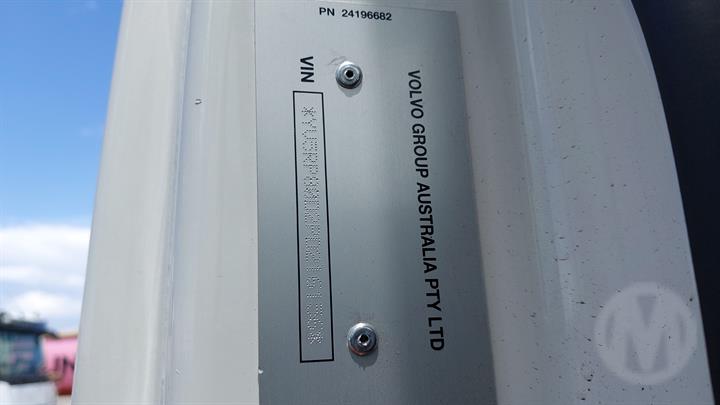 PN 24196682
VOLVO GROUP AUSTRALIA PTY LTD
VIN